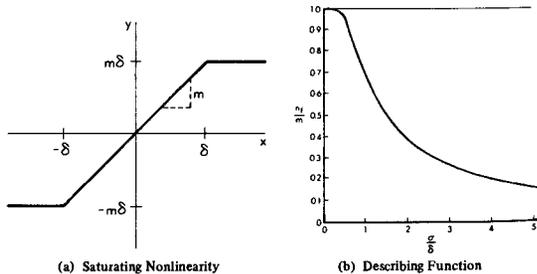 (a)
y
mδ
m
-δ
δ
x
-mδ
(a) Saturating Nonlinearity
(b)
1.0
0.9
0.8
0.7
0.6
0.5
0.4
0.3
0.2
0.1
0
0
1
2
3
4
5
σ/δ
(b) Describing Function